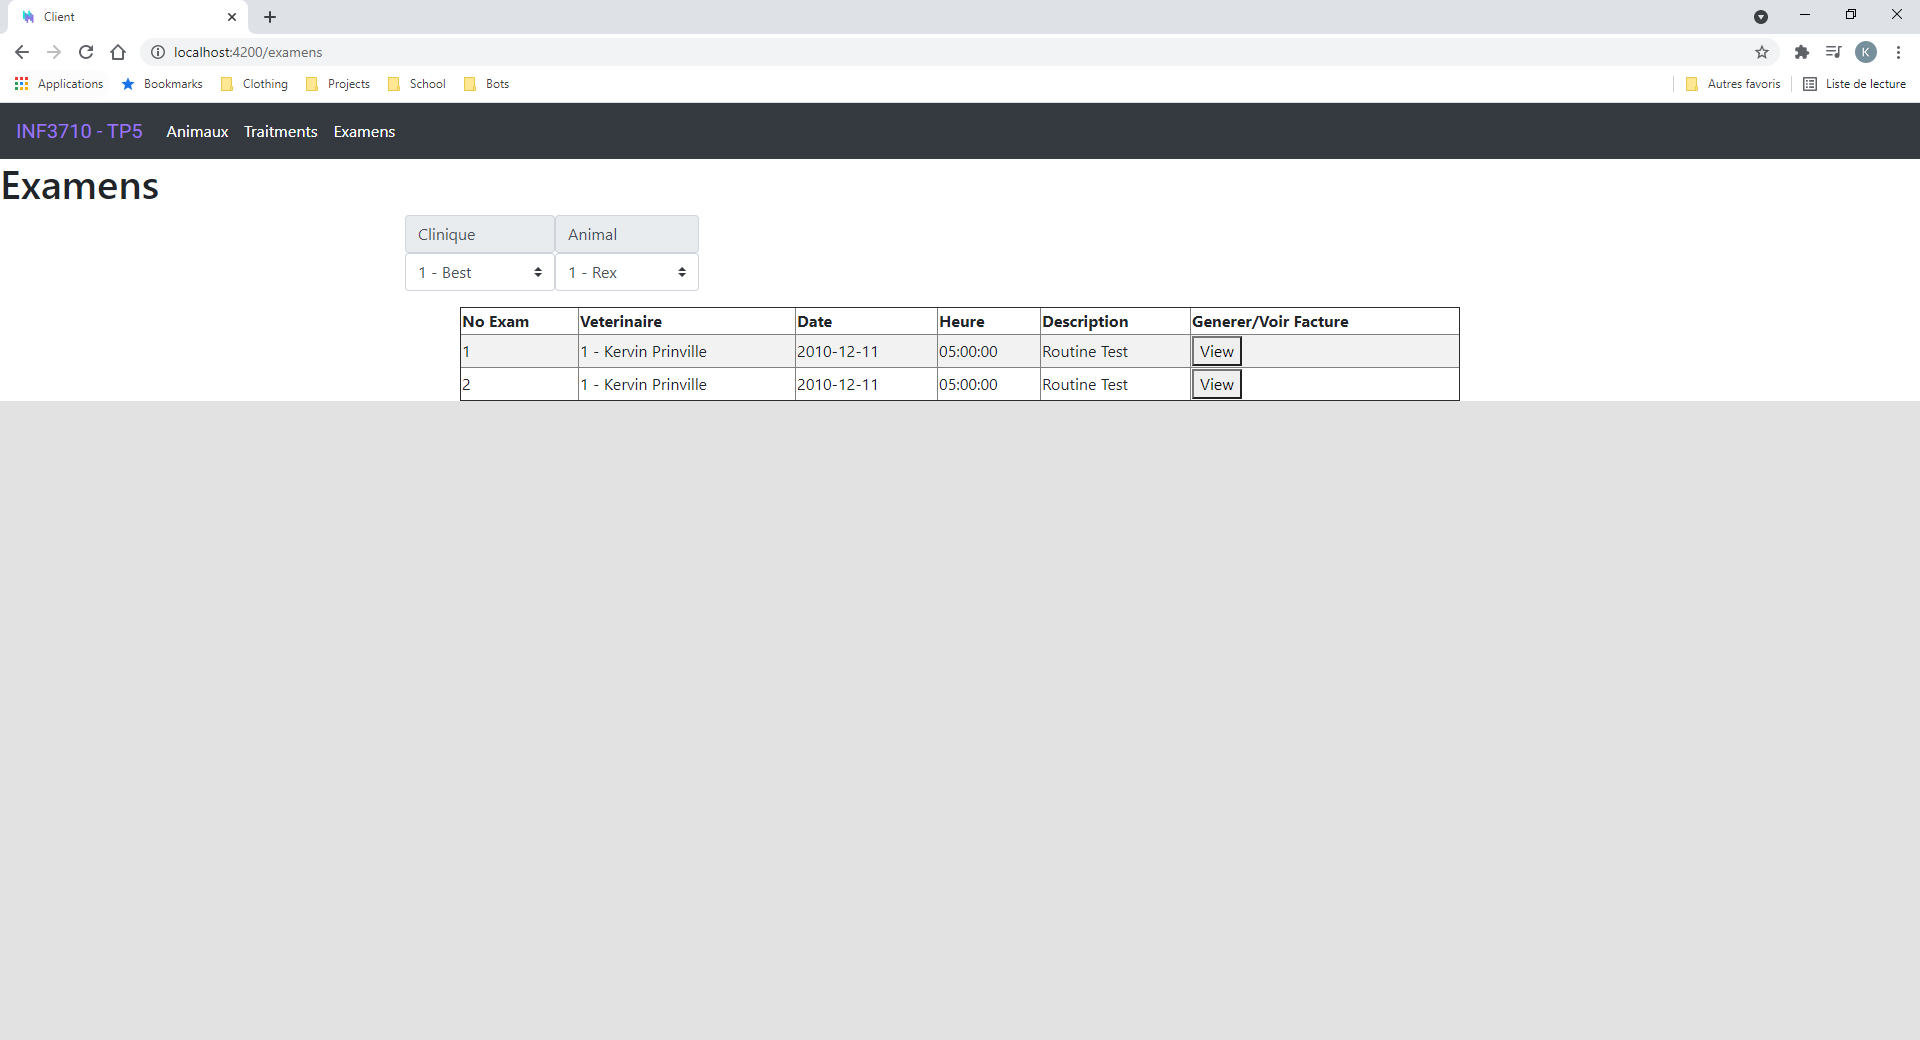 Client
localhost:4200/examens
K
Applications Bookmarks Clothing Projects School Bots Autres favoris Liste de lecture
INF3710 - TP5 Animaux Traitments Examens
Examens
Clinique Animal
1 - Best 1 - Rex
No Exam Veterinaire Date Heure Description Generer/Voir Facture
1 1 - Kervin Prinville 2010-12-11 05:00:00 Routine Test View
2 1 - Kervin Prinville 2010-12-11 05:00:00 Routine Test View